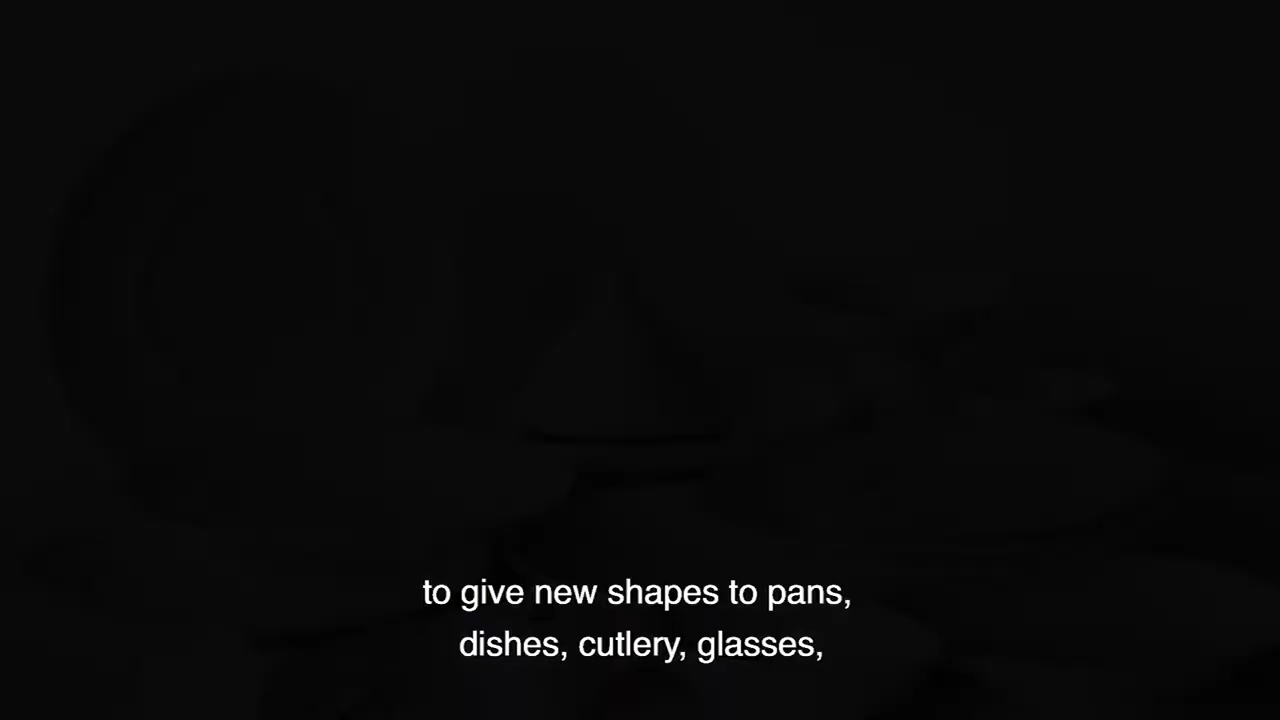 to give new shapes to pans,
dishes, cutlery, glasses,